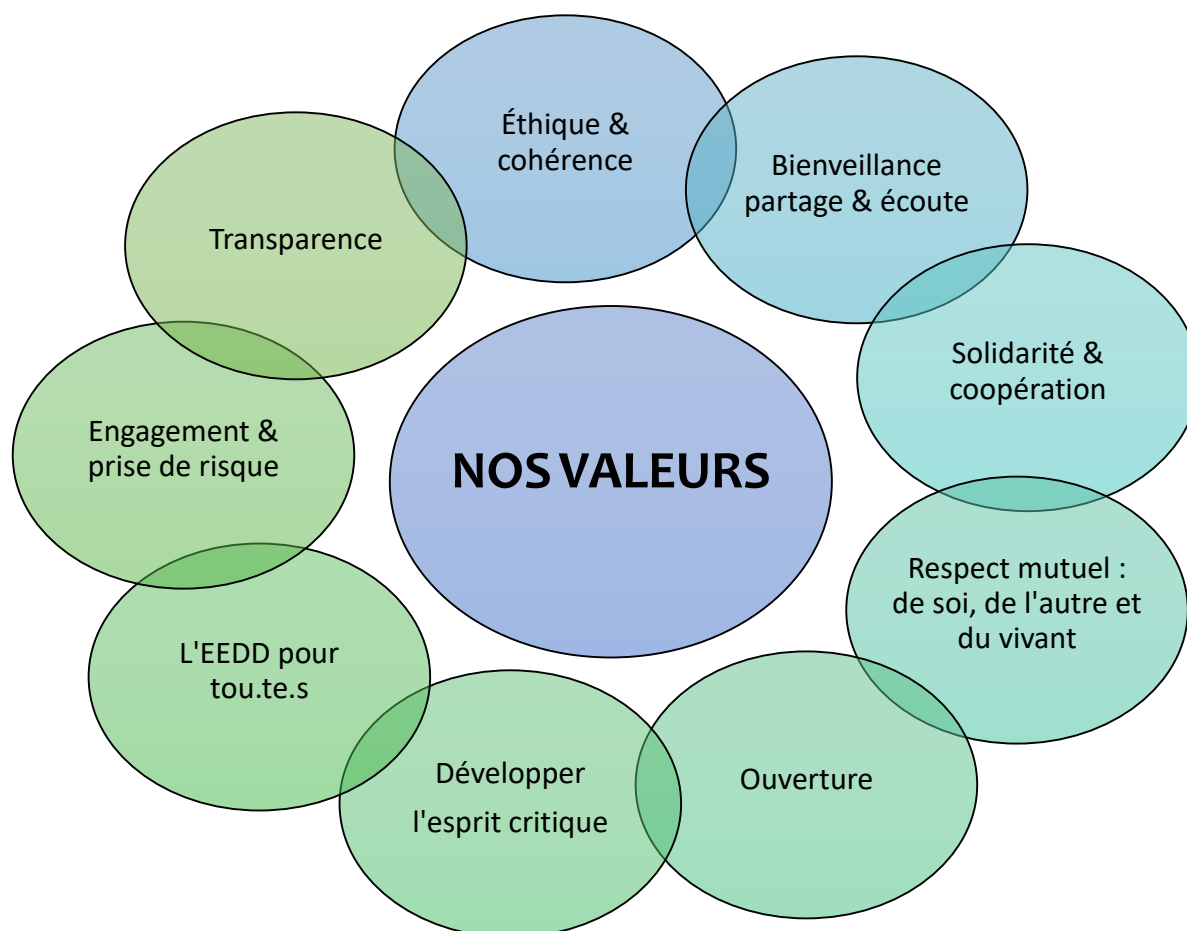 Éthique &
cohérence
Bienveillance
partage & écoute
Transparence
Solidarité &
coopération
Engagement &
prise de risque
NOS VALEURS
Respect mutuel :
de soi, de l'autre et
du vivant
L'EEDD pour
tou.te.s
Développer
l'esprit critique
Ouverture